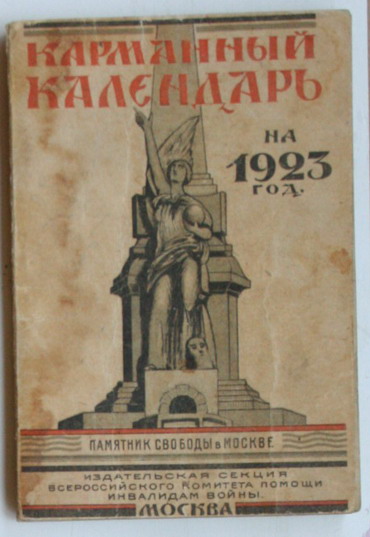 КАРМАННЫЙ
КАЛЕНДАРЬ
НА
1923
ГОД.
ПАМЯТНИК СВОБОДЫ в МОСКВЕ.
ИЗДАТЕЛЬСКАЯ СЕКЦИЯ
ВСЕРОССИЙСКОГО КОМИТЕТА ПОМОЩИ
ИНВАЛИДАМ ВОЙНЫ.
МОСКВА